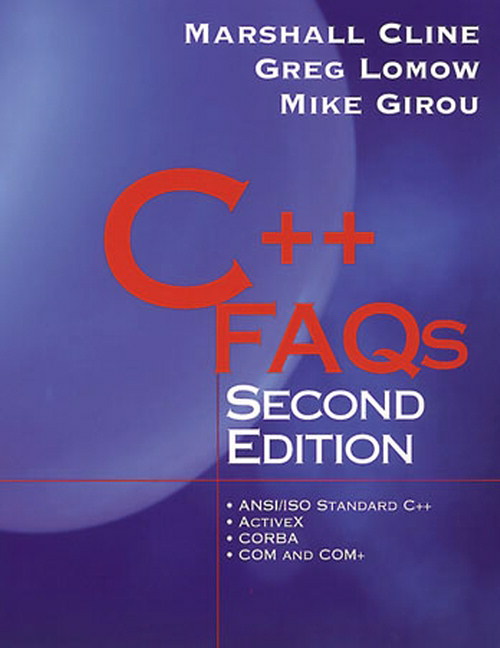 MARSHALL CLINE
GREG LOMOW
MIKE GIROU
C++
FAQS
SECOND
EDITION
• ANSI/ISO STANDARD C++
• ACTIVEX
• CORBA
• COM AND COM+